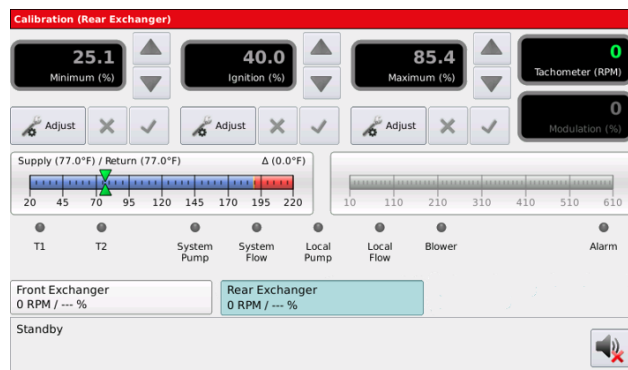 Calibration (Rear Exchanger)
25.1
Minimum (%)
40.0
Ignition (%)
85.4
Maximum (%)
0
Tachometer (RPM)
Adjust
Adjust
Adjust
0
Modulation (%)
Supply (77.0°F) / Return (77.0°F)
Δ (0.0°F)
20 45 70 95 120 145 170 195 220
10 110 210 310 410 510 610
T1
T2
System
Pump
System
Flow
Local
Pump
Local
Flow
Blower
Alarm
Front Exchanger
0 RPM / --- %
Rear Exchanger
0 RPM / --- %
Standby